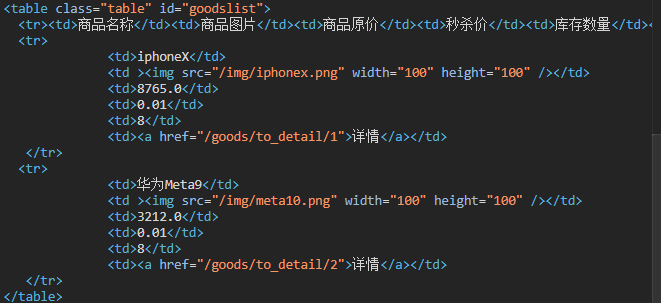 <table class="table" id="goodslist">
<tr><td>商品名称</td><td>商品图片</td><td>商品原价</td><td>秒杀价</td><td>库存数量</td><
<tr>
<td>iphoneX</td>
<td ><img src="/img/iphonex.png" width="100" height="100" /></td>
<td>8765.0</td>
<td>0.01</td>
<td>8</td>
<td><a href="/goods/to_detail/1">详情</a></td>
</tr>
<tr>
<td>华为Meta9</td>
<td ><img src="/img/meta10.png" width="100" height="100" /></td>
<td>3212.0</td>
<td>0.01</td>
<td>8</td>
<td><a href="/goods/to_detail/2">详情</a></td>
</tr>
</table>